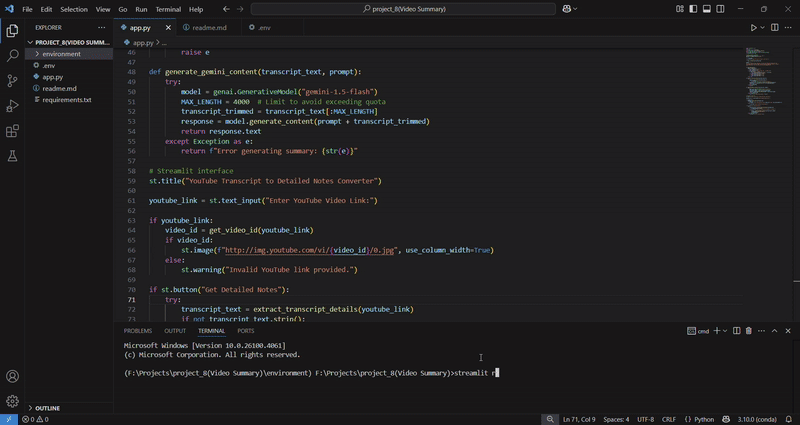 File Edit Selection View Go Run Terminal Help
project_8(Video Summary)
EXPLORER
PROJECT_8(VIDEO SUMM...
environment
.env
app.py
readme.md
requirements.txt
OUTLINE
app.py
readme.md
.env
app.py > ...
46 raise e
47
48 def generate_gemini_content(transcript_text, prompt):
49 try:
50 model = genai.GenerativeModel("gemini-1.5-flash")
51 MAX_LENGTH = 4000 # Limit to avoid exceeding quota
52 transcript_trimmed = transcript_text[:MAX_LENGTH]
53 response = model.generate_content(prompt + transcript_trimmed)
54 return response.text
55 except Exception as e:
56 return f"Error generating summary: {str(e)}"
57
58 # Streamlit interface
59 st.title("YouTube Transcript to Detailed Notes Converter")
60
61 youtube_link = st.text_input("Enter YouTube Video Link:")
62
63 if youtube_link:
64 video_id = get_video_id(youtube_link)
65 if video_id:
66 st.image(f"http://img.youtube.com/vi/{video_id}/0.jpg", use_column_width=True)
67 else:
68 st.warning("Invalid YouTube link provided.")
69
70 if st.button("Get Detailed Notes"):
71 try:
72 transcript_text = extract_transcript_details(youtube_link)
73 if not transcript_text.strip():
PROBLEMS OUTPUT TERMINAL PORTS
cmd
Microsoft Windows [Version 10.0.26100.4061]
(c) Microsoft Corporation. All rights reserved.
(F:\Projects\project_8(Video Summary)\environment) F:\Projects\project_8(Video Summary)>streamlit r
0 0
Ln 71, Col 9 Spaces: 4 UTF-8 CRLF {} Python 3.10.0 (conda)